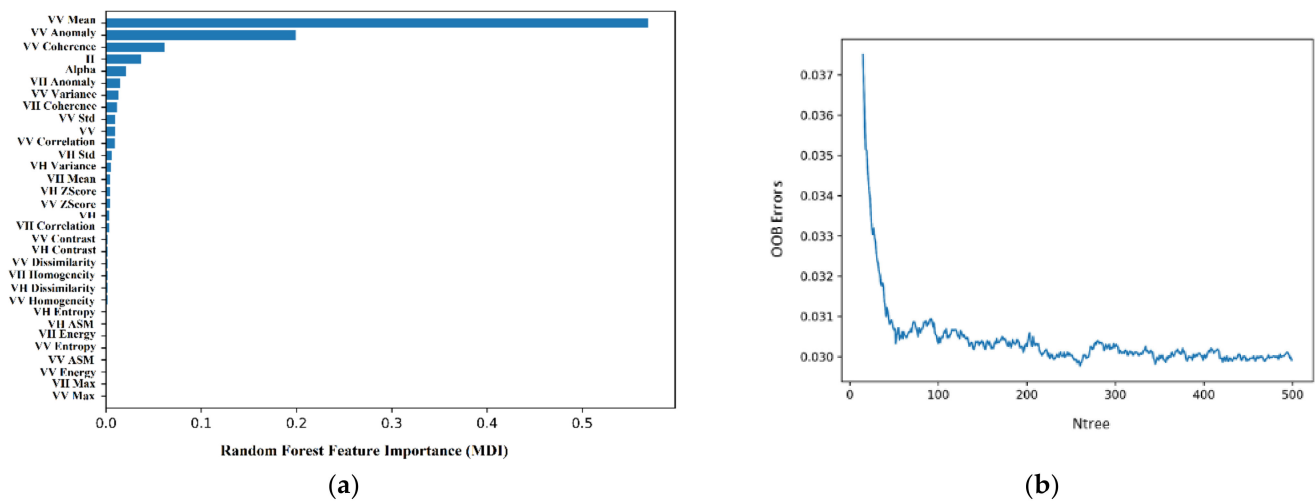 VV Mean
VV Anomaly
VV Coherence
H
Alpha
VH Anomaly
VV Variance
VH Coherence
VV Std
VV
VV Correlation
VH Std
VH Variance
VH Mean
VH ZScore
VV ZScore
VH
VH Correlation
VV Contrast
VH Contrast
VV Dissimilarity
VH Homogeneity
VH Dissimilarity
VV Homogeneity
VH Entropy
VH ASM
VH Energy
VV Entropy
VV ASM
VV Energy
VH Max
VV Max
0.0 0.1 0.2 0.3 0.4 0.5
Random Forest Feature Importance (MDI)
(a)
0.037
0.036
0.035
0.034
0.033
0.032
0.031
0.030
OOB Errors
0 100 200 300 400 500
Ntree
(b)